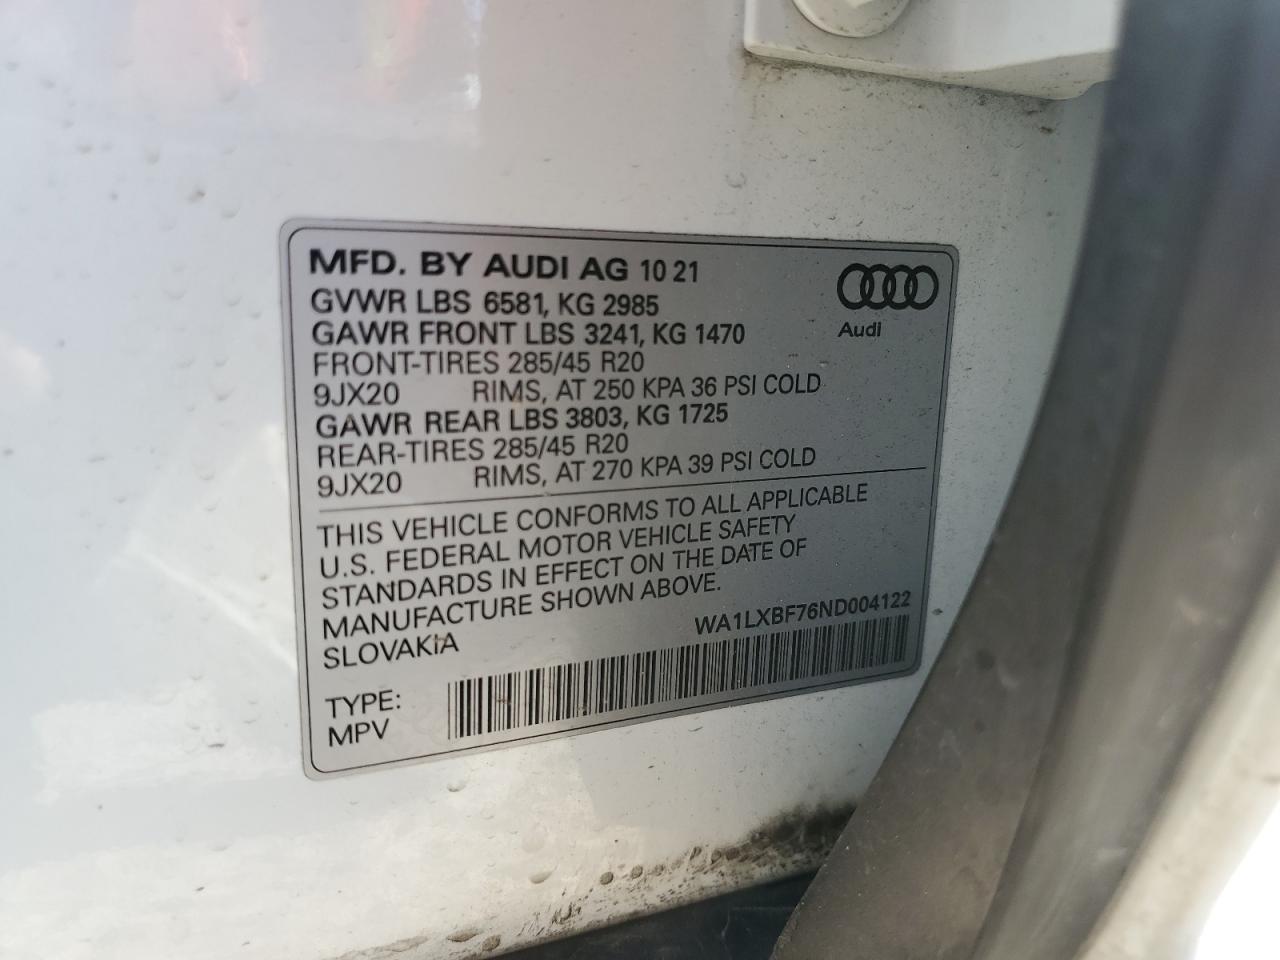 MFD. BY AUDI AG 10 21
GVWR LBS 6581, KG 2985
GAWR FRONT LBS 3241, KG 1470
FRONT-TIRES 285/45 R20
9JX20 RIMS, AT 250 KPA 36 PSI COLD
GAWR REAR LBS 3803, KG 1725
REAR-TIRES 285/45 R20
9JX20 RIMS, AT 270 KPA 39 PSI COLD
Audi
THIS VEHICLE CONFORMS TO ALL APPLICABLE
U.S. FEDERAL MOTOR VEHICLE SAFETY
STANDARDS IN EFFECT ON THE DATE OF
MANUFACTURE SHOWN ABOVE.
SLOVAKIA
WA1LXBF76ND004122
TYPE:
MPV